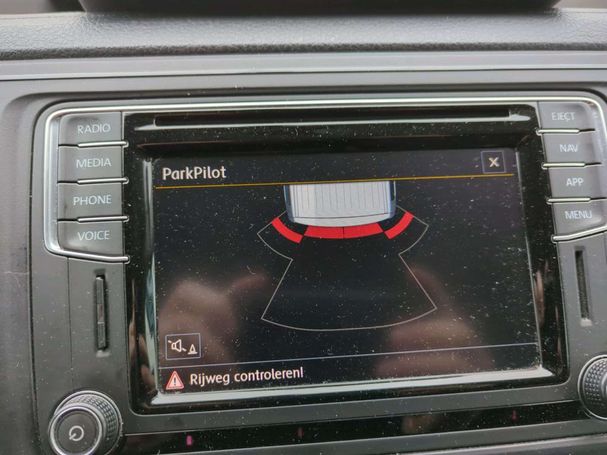 RADIO
MEDIA
PHONE
VOICE
EJECT
NAV
APP
MENU
ParkPilot
Rijweg controleren!